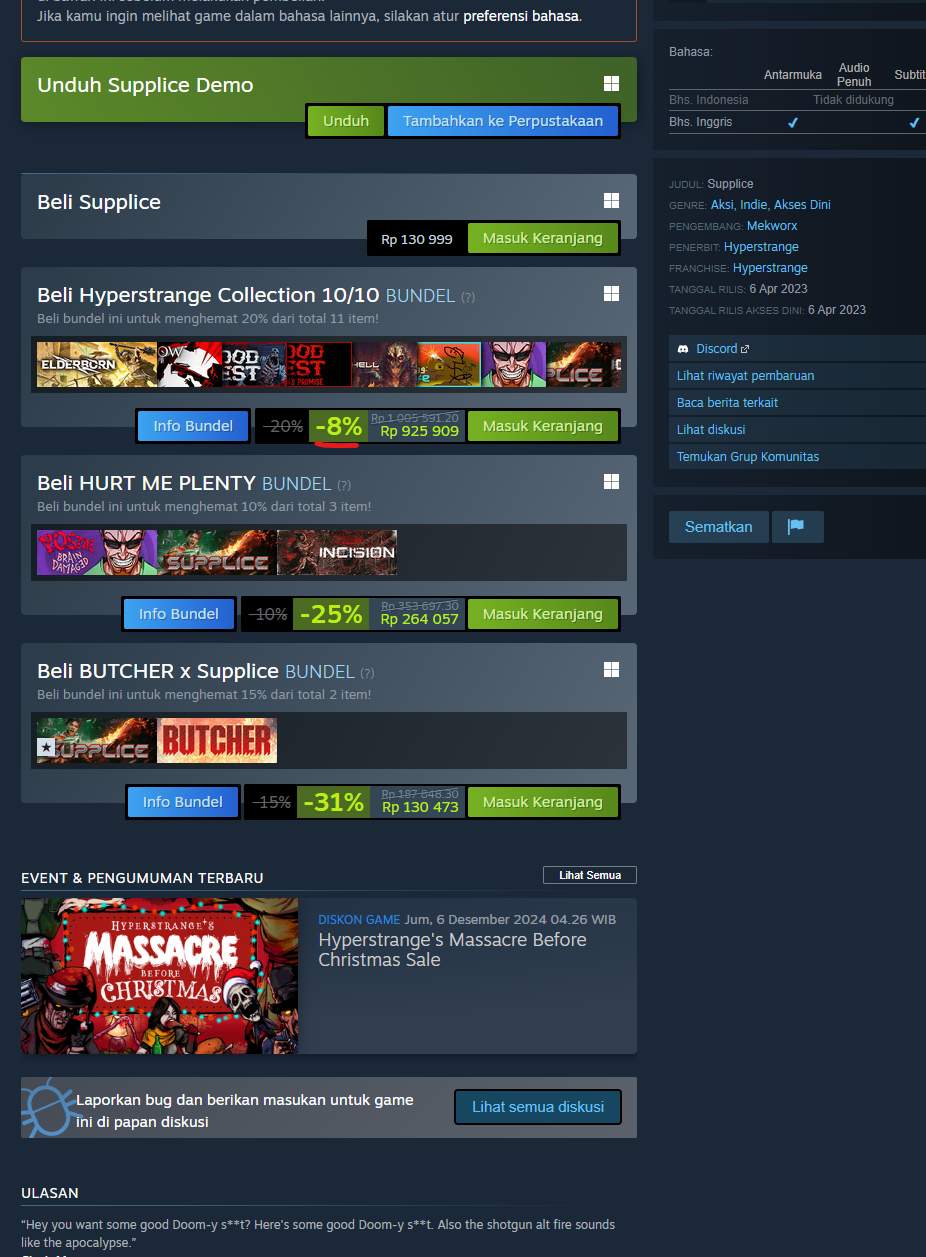 Jika kamu ingin melihat game dalam bahasa lainnya, silakan atur preferensi bahasa.
Unduh Supplice Demo
Unduh
Tambahkan ke Perpustakaan
Beli Supplice
Rp 130 999
Masuk Keranjang
Beli Hyperstrange Collection 10/10 BUNDEL (?)
Beli bundel ini untuk menghemat 20% dari total 11 item!
ELDERBORN
Info Bundel
-20%
-8%
Rp 1 005 591.20
Rp 925 909
Masuk Keranjang
Beli HURT ME PLENTY BUNDEL (?)
Beli bundel ini untuk menghemat 10% dari total 3 item!
POSTAL
BRAIN
DAMAGED
SUPPLICE
INCISION
Info Bundel
-10%
-25%
Rp 353 697.30
Rp 264 057
Masuk Keranjang
Beli BUTCHER x Supplice BUNDEL (?)
Beli bundel ini untuk menghemat 15% dari total 2 item!
SUPPLICE
BUTCHER
Info Bundel
-15%
-31%
Rp 187 648.30
Rp 130 473
Masuk Keranjang
EVENT & PENGUMUMAN TERBARU
Lihat Semua
HYPERSTRANGE'S
MASSACRE
BEFORE
CHRISTMAS
DISKON GAME Jum, 6 Desember 2024 04.26 WIB
Hyperstrange's Massacre Before
Christmas Sale
Laporkan bug dan berikan masukan untuk game
ini di papan diskusi
Lihat semua diskusi
ULASAN
“Hey you want some good Doom-y s**t? Here's some good Doom-y s**t. Also the shotgun alt fire sounds
like the apocalypse.”
Bahasa:
Antarmuka
Audio
Penuh
Subtit
Bhs. Indonesia
Tidak didukung
Bhs. Inggris ✔ ✔
JUDUL: Supplice
GENRE: Aksi, Indie, Akses Dini
PENGEMBANG: Mekworx
PENERBIT: Hyperstrange
FRANCHISE: Hyperstrange
TANGGAL RILIS: 6 Apr 2023
TANGGAL RILIS AKSES DINI: 6 Apr 2023
Discord
Lihat riwayat pembaruan
Baca berita terkait
Lihat diskusi
Temukan Grup Komunitas
Sematkan